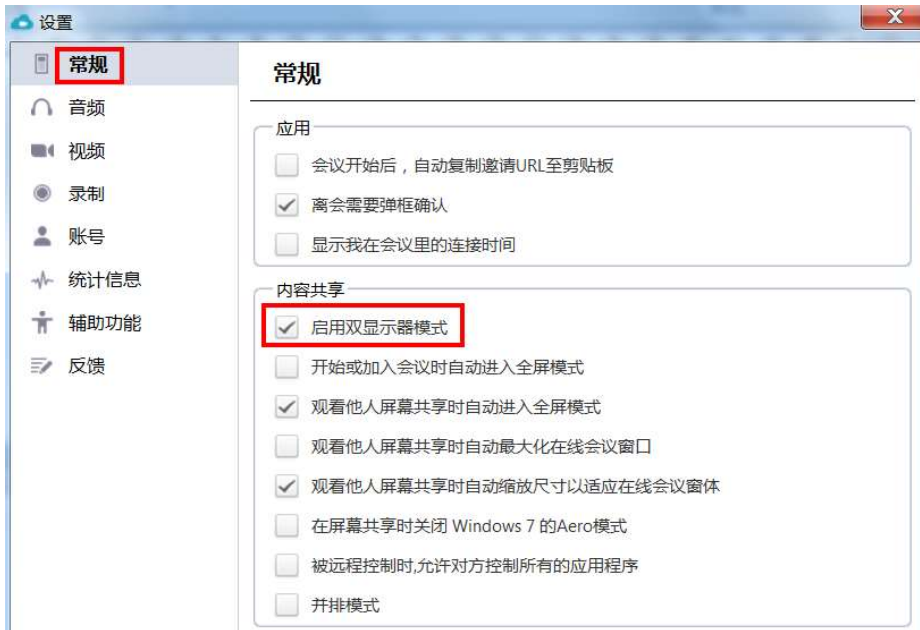 设置
常规
音频
视频
录制
账号
统计信息
辅助功能
反馈
常规
应用
会议开始后，自动复制邀请URL至剪贴板
离会需要弹框确认
显示我在会议里的连接时间
内容共享
启用双显示器模式
开始或加入会议时自动进入全屏模式
观看他人屏幕共享时自动进入全屏模式
观看他人屏幕共享时自动最大化在线会议窗口
观看他人屏幕共享时自动缩放尺寸以适应在线会议窗体
在屏幕共享时关闭 Windows 7 的Aero模式
被远程控制时,允许对方控制所有的应用程序
并排模式